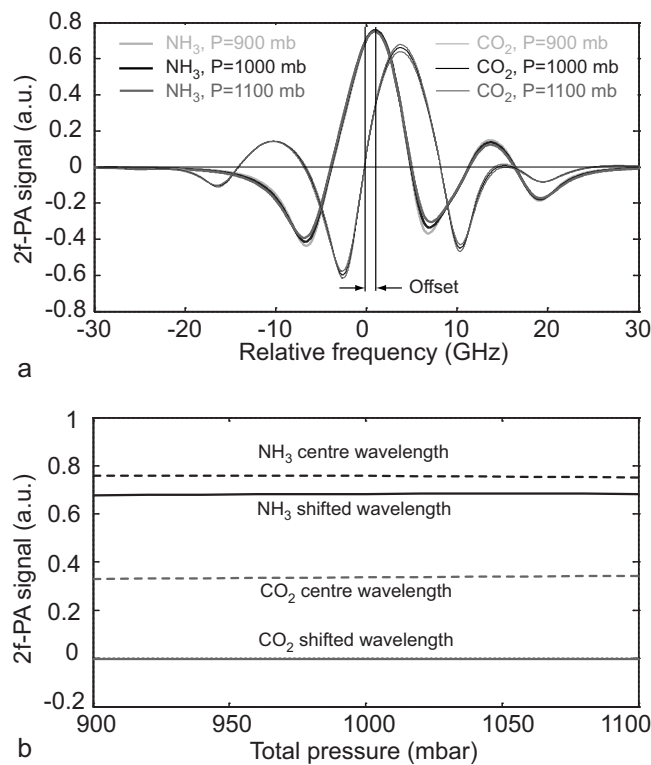 0.8
0.6
0.4
0.2
0
-0.2
-0.4
-0.6
-0.8
2f-PA signal (a.u.)
NH3, P=900 mb
NH3, P=1000 mb
NH3, P=1100 mb
CO2, P=900 mb
CO2, P=1000 mb
CO2, P=1100 mb
Offset
-30 -20 -10 0 10 20 30
Relative frequency (GHz)
a
1
0.8
0.6
0.4
0.2
0
-0.2
2f-PA signal (a.u.)
NH3 centre wavelength
NH3 shifted wavelength
CO2 centre wavelength
CO2 shifted wavelength
900 950 1000 1050 1100
Total pressure (mbar)
b